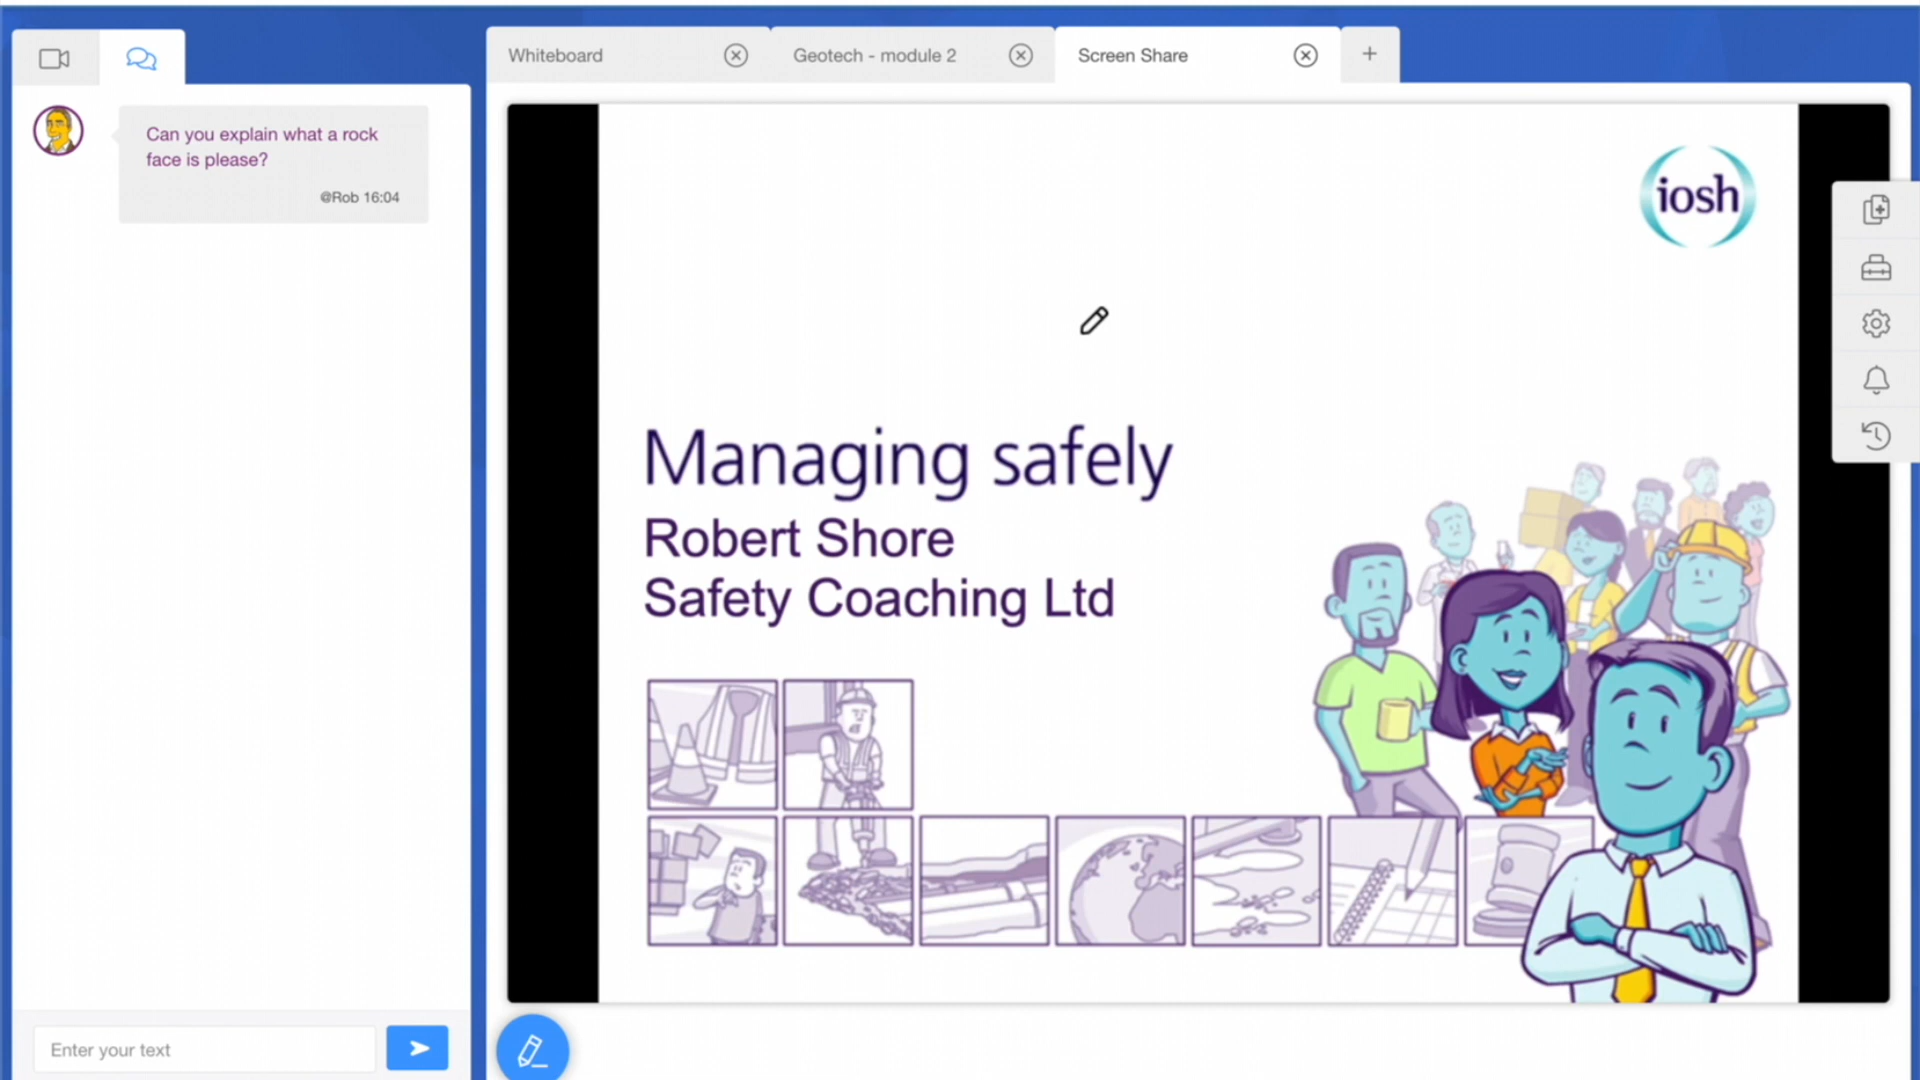 Whiteboard
Geotech - module 2
Screen Share
Can you explain what a rock
face is please?
@Rob 16:04
iosh
Managing safely
Robert Shore
Safety Coaching Ltd
Enter your text